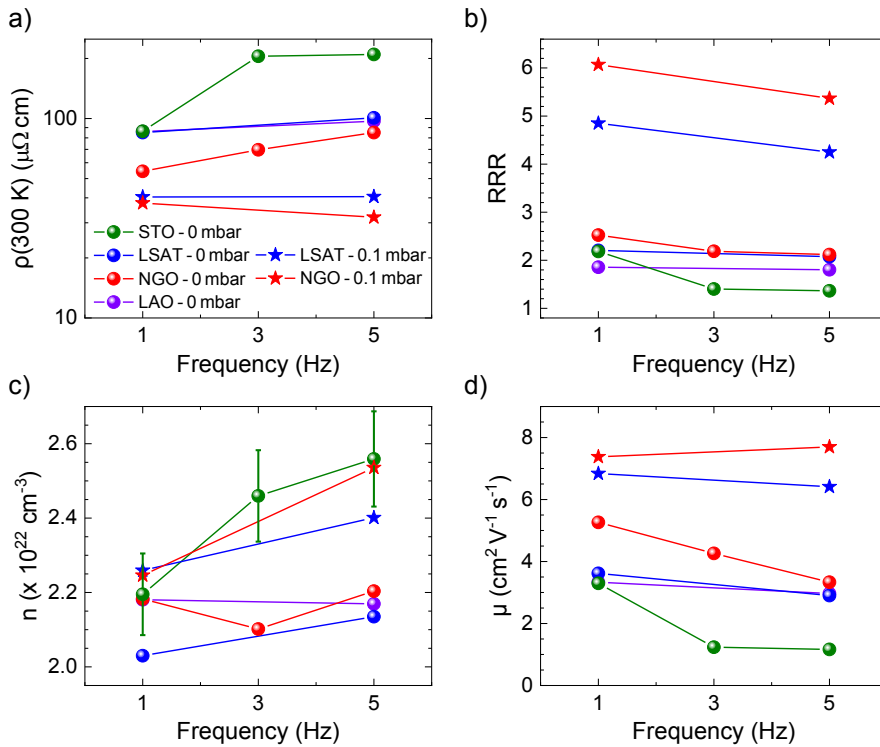 a)
ρ(300 K) (μΩ cm)
100
10
STO - 0 mbar
LSAT - 0 mbar LSAT - 0.1 mbar
NGO - 0 mbar NGO - 0.1 mbar
LAO - 0 mbar
1 3 5
Frequency (Hz)
b)
RRR
6
5
4
3
2
1
1 3 5
Frequency (Hz)
c)
n (x 10²² cm⁻³)
2.6
2.4
2.2
2.0
1 3 5
Frequency (Hz)
d)
μ (cm² V⁻¹ s⁻¹)
8
6
4
2
0
1 3 5
Frequency (Hz)